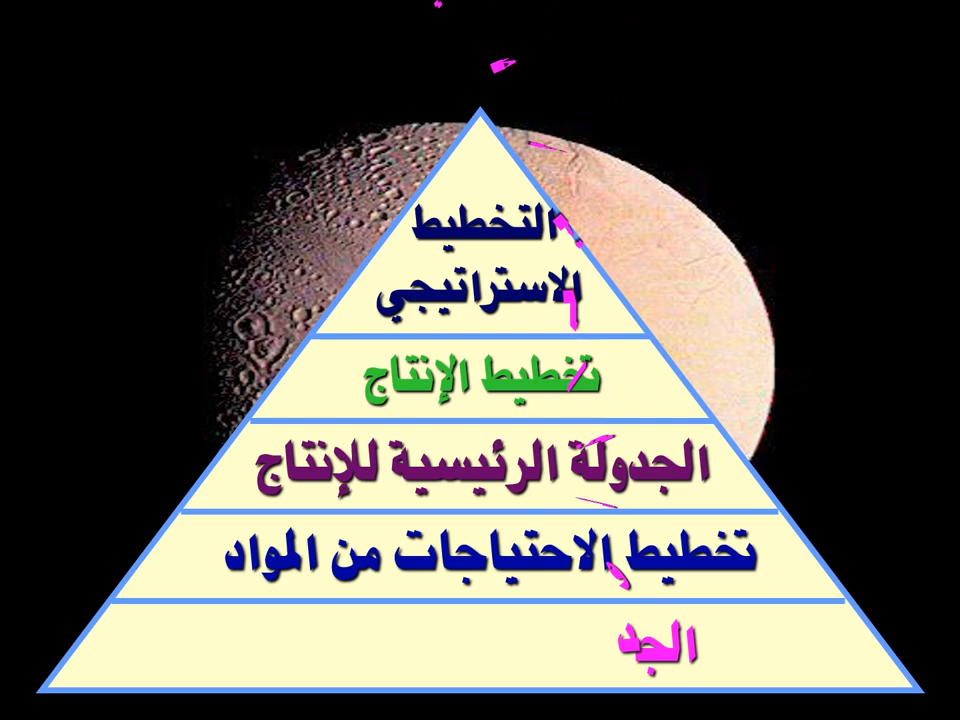 التخطيط
الاستراتيجي
تخطيط الإنتاج
الجدولة الرئيسية للإنتاج
تخطيط الاحتياجات من المواد
الجد